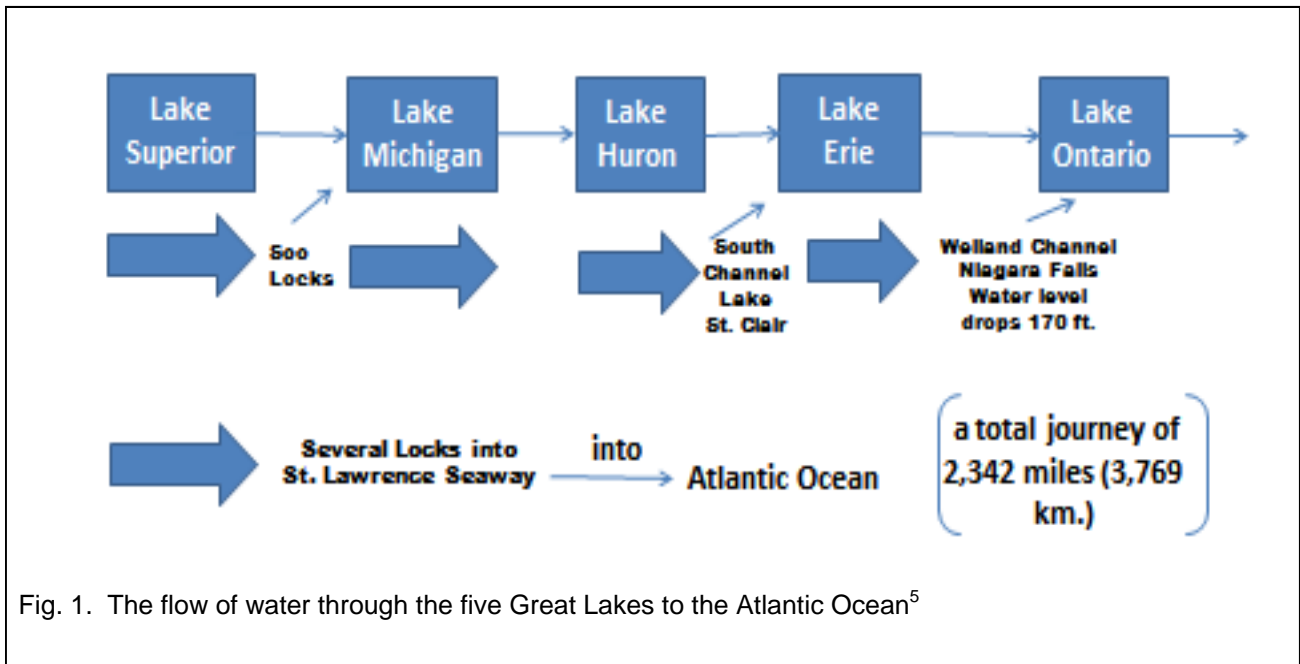 Lake
Superior
Lake
Michigan
Lake
Huron
Lake
Erie
Lake
Ontario
Soo
Locks
South
Channel
Lake
St. Clair
Welland Channel
Niagara Falls
Water level
drops 170 ft.
Several Locks into
St. Lawrence Seaway
into
Atlantic Ocean
a total journey of
2,342 miles (3,769
km.)
Fig. 1.  The flow of water through the five Great Lakes to the Atlantic Ocean⁵